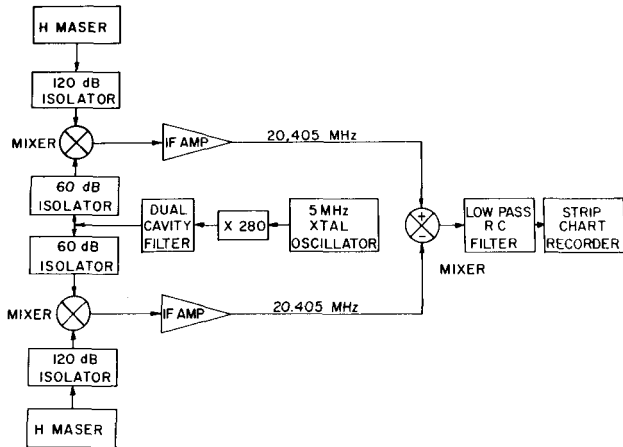 H MASER
120 dB
ISOLATOR
MIXER
IF AMP
20,405 MHz
60 dB
ISOLATOR
DUAL
CAVITY
FILTER
X 280
5 MHz
XTAL
OSCILLATOR
+
-
MIXER
LOW PASS
R C
FILTER
STRIP
CHART
RECORDER
60 dB
ISOLATOR
MIXER
IF AMP
20.405 MHz
120 dB
ISOLATOR
H MASER